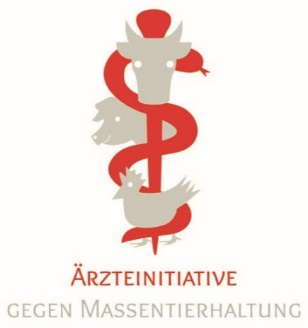 ÄRZTEINITIATIVE
GEGEN MASSENTIERHALTUNG